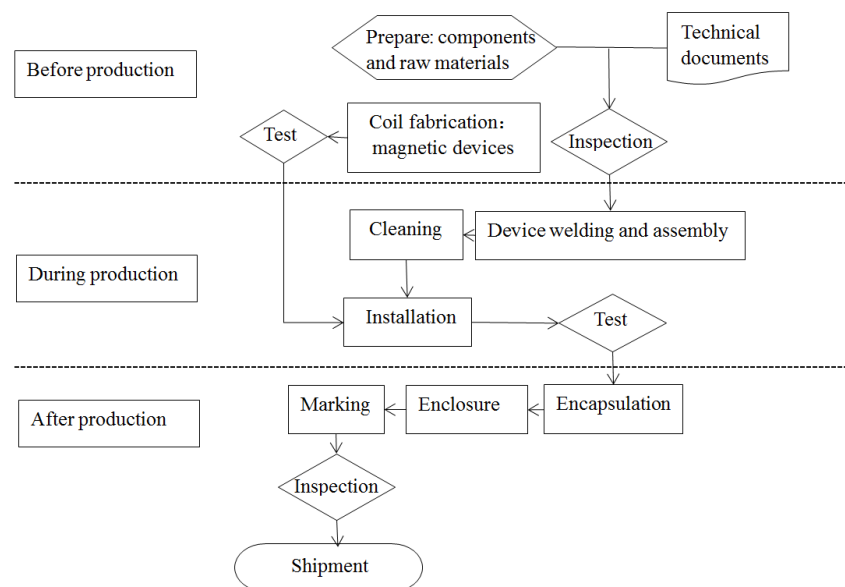 Prepare: components
and raw materials
Technical
documents
Before production
Test
Coil fabrication：
magnetic devices
Inspection
Cleaning
Device welding and assembly
During production
Installation
Test
After production
Marking
Enclosure
Encapsulation
Inspection
Shipment